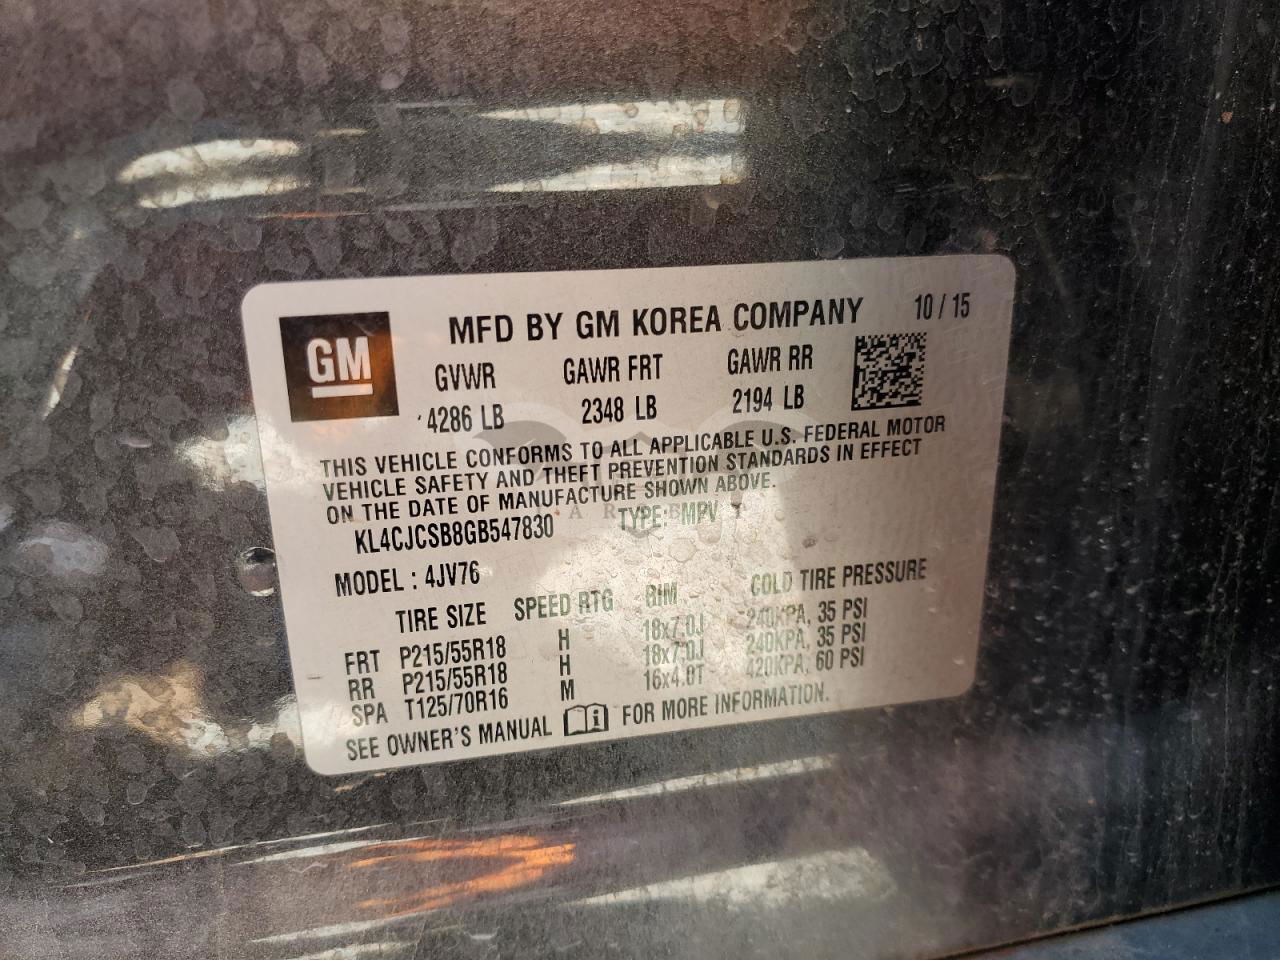 GM
MFD BY GM KOREA COMPANY 10 / 15
GVWR GAWR FRT GAWR RR
4286 LB 2348 LB 2194 LB
THIS VEHICLE CONFORMS TO ALL APPLICABLE U.S. FEDERAL MOTOR
VEHICLE SAFETY AND THEFT PREVENTION STANDARDS IN EFFECT
ON THE DATE OF MANUFACTURE SHOWN ABOVE.
KL4CJCSB8GB547830 TYPE: MPV
MODEL : 4JV76
TIRE SIZE SPEED RTG RIM COLD TIRE PRESSURE
FRT P215/55R18 H 18x7.0J 240KPA, 35 PSI
RR P215/55R18 H 18x7.0J 240KPA, 35 PSI
SPA T125/70R16 M 16x4.0T 420KPA, 60 PSI
SEE OWNER'S MANUAL FOR MORE INFORMATION.